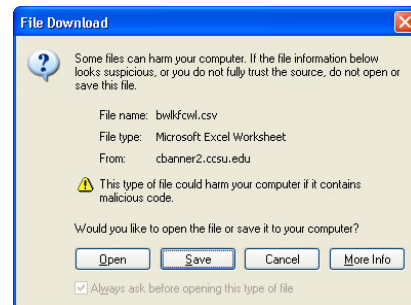 File Download
Some files can harm your computer. If the file information below
looks suspicious, or you do not fully trust the source, do not open or
save this file.
File name: bwlkfcwl.csv
File type: Microsoft Excel Worksheet
From: cbanner2.ccsu.edu
This type of file could harm your computer if it contains
malicious code.
Would you like to open the file or save it to your computer?
Open Save Cancel More Info
Always ask before opening this type of file